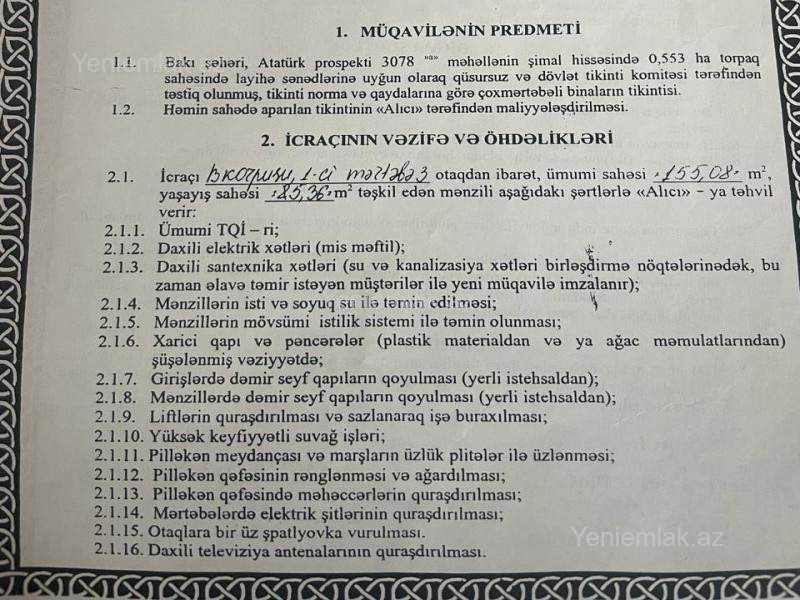 1. MÜQAVİLƏNİN PREDMETİ
1.1. Bakı şəhəri, Atatürk prospekti 3078 "a" məhəllənin şimal hissəsində 0,553 ha torpaq
sahəsində layihə sənədlərinə uyğun olaraq qüsursuz və dövlət tikinti komitəsi tərəfindən
təstiq olunmuş, tikinti norma və qaydalarına görə çoxmərtəbəli binaların tikintisi.
1.2. Həmin sahədə aparılan tikintinin «Alıcı» tərəfindən maliyyələşdirilməsi.
2. İCRAÇININ VƏZİFƏ VƏ ÖHDƏLİKLƏRİ
2.1. İcraçı korpusu, 1-ci mərtəbə 3 otaqdan ibarət, ümumi sahəsi 155,08 m²,
yaşayış sahəsi 85,36 m² təşkil edən mənzili aşağıdakı şərtlərlə «Alıcı» – ya təhvil
verir:
2.1.1. Ümumi TQİ – ri;
2.1.2. Daxili elektrik xətləri (mis məftil);
2.1.3. Daxili santexnika xətləri (su və kanalizasiya xətləri birləşdirmə nöqtələrinədək, bu
zaman əlavə təmir istəyən müştərilər ilə yeni müqavilə imzalanır);
2.1.4. Mənzillərin isti və soyuq su ilə təmin edilməsi;
2.1.5. Mənzillərin mövsümi istilik sistemi ilə təmin olunması;
2.1.6. Xarici qapı və pəncərələr (plastik materialdan və ya ağac məmulatlarından)
şüşələnmiş vəziyyətdə;
2.1.7. Girişlərdə dəmir seyf qapıların qoyulması (yerli istehsaldan);
2.1.8. Mənzillərdə dəmir seyf qapıların qoyulması (yerli istehsaldan);
2.1.9. Liftlərin quraşdırılması və sazlanaraq işə buraxılması;
2.1.10. Yüksək keyfiyyətli suvağ işləri;
2.1.11. Pilləkən meydançası və marşların üzlük plitələr ilə üzlənməsi;
2.1.12. Pilləkən qəfəsinin rənglənməsi və ağardılması;
2.1.13. Pilləkən qəfəsində məhəccərlərin quraşdırılması;
2.1.14. Mərtəbələrdə elektrik şitlərinin quraşdırılması;
2.1.15. Otaqlara bir üz şpatlyovka vurulması.
2.1.16. Daxili televiziya antenalarının quraşdırılması.
Yeniemlak.az